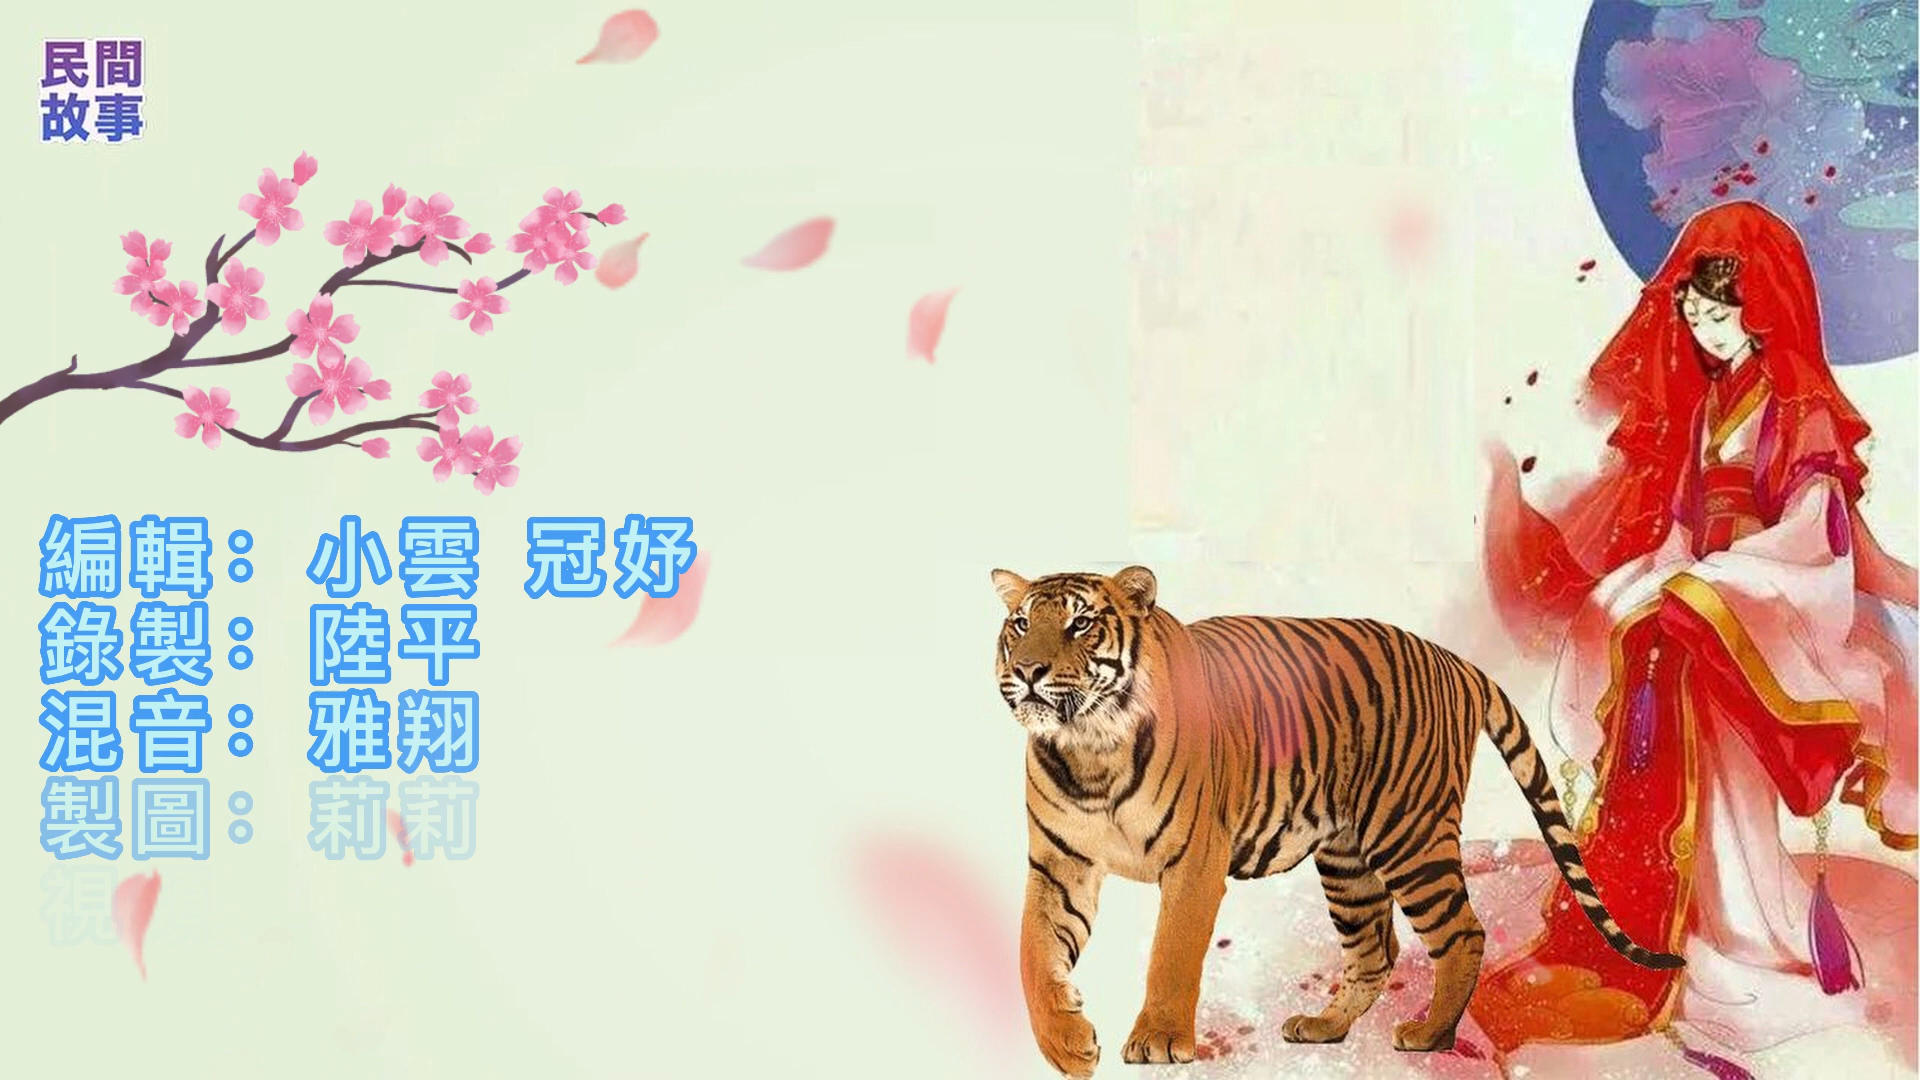 民間
故事
編輯：小雲 冠妤
錄製：陸平
混音：雅翔
製圖：莉莉
視